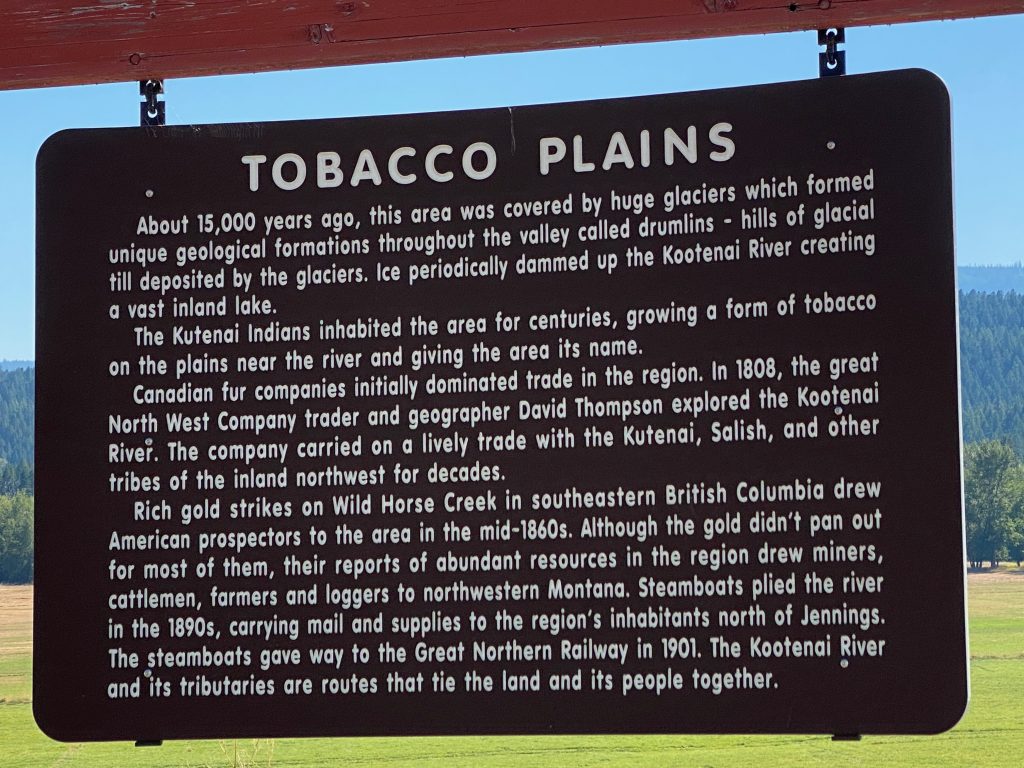 TOBACCO PLAINS
About 15,000 years ago, this area was covered by huge glaciers which formed
unique geological formations throughout the valley called drumlins - hills of glacial
till deposited by the glaciers. Ice periodically dammed up the Kootenai River creating
a vast inland lake.
The Kutenai Indians inhabited the area for centuries, growing a form of tobacco
on the plains near the river and giving the area its name.
Canadian fur companies initially dominated trade in the region. In 1808, the great
North West Company trader and geographer David Thompson explored the Kootenai
River. The company carried on a lively trade with the Kutenai, Salish, and other
tribes of the inland northwest for decades.
Rich gold strikes on Wild Horse Creek in southeastern British Columbia drew
American prospectors to the area in the mid-1860s. Although the gold didn't pan out
for most of them, their reports of abundant resources in the region drew miners,
cattlemen, farmers and loggers to northwestern Montana. Steamboats plied the river
in the 1890s, carrying mail and supplies to the region's inhabitants north of Jennings.
The steamboats gave way to the Great Northern Railway in 1901. The Kootenai River
and its tributaries are routes that tie the land and its people together.